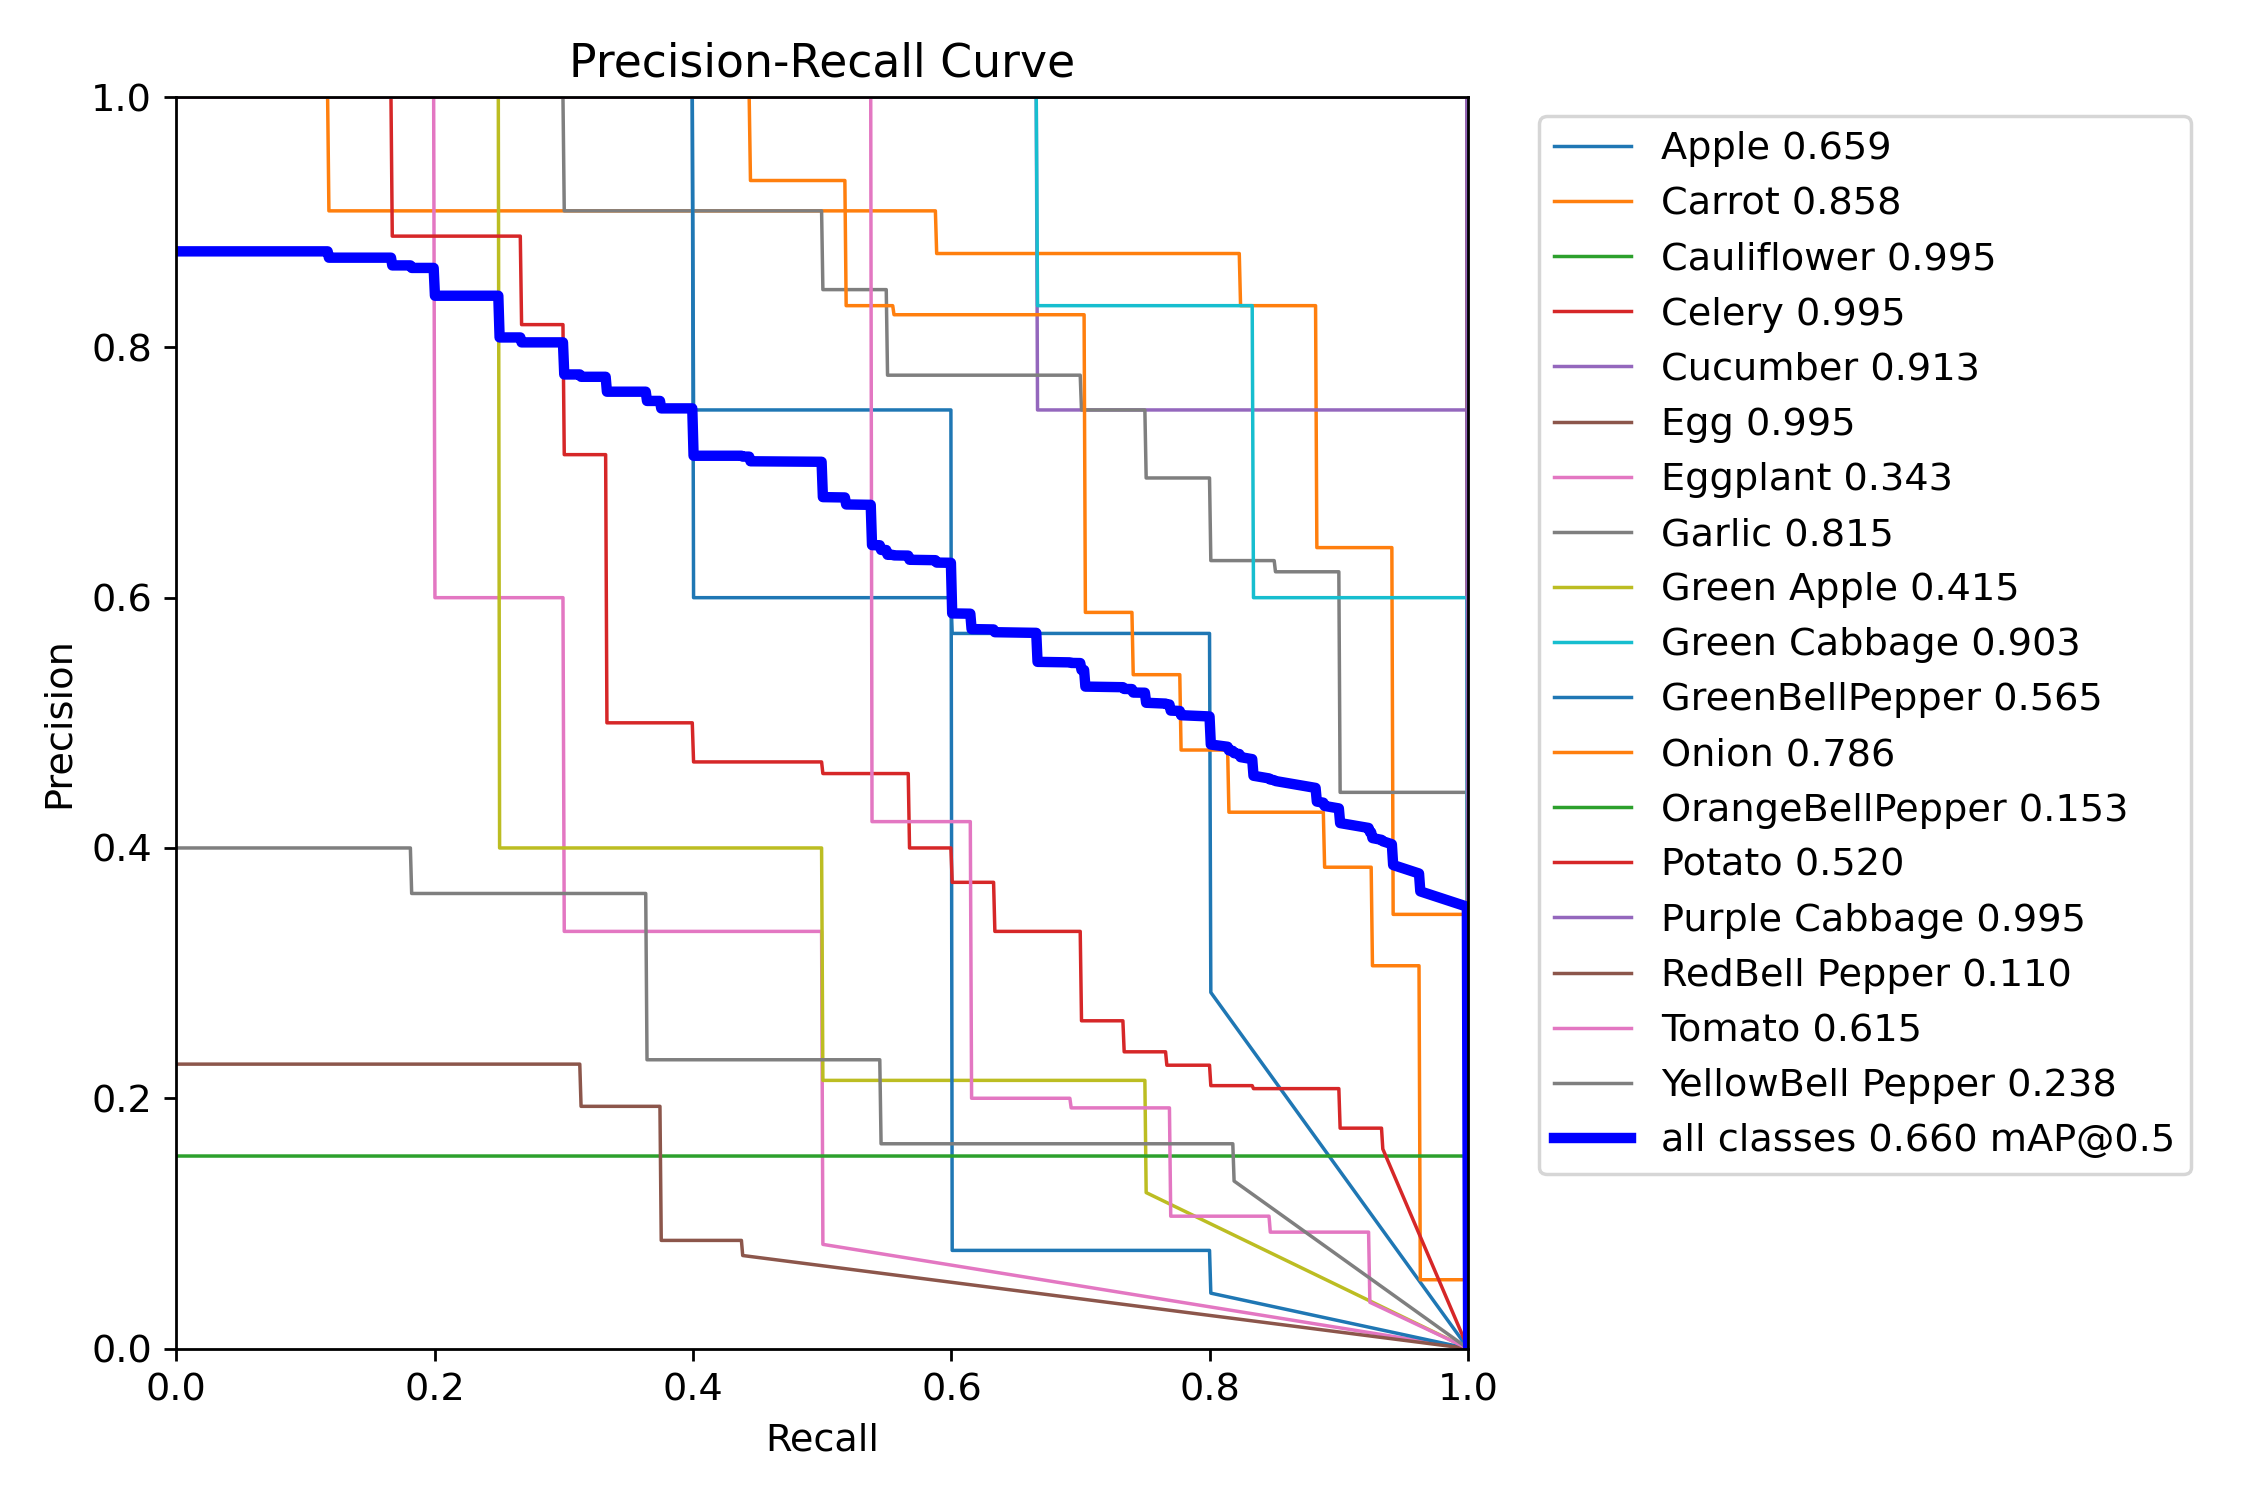 Precision-Recall Curve
1.0
0.8
0.6
0.4
0.2
0.0
Precision
0.0 0.2 0.4 0.6 0.8 1.0
Recall
Apple 0.659
Carrot 0.858
Cauliflower 0.995
Celery 0.995
Cucumber 0.913
Egg 0.995
Eggplant 0.343
Garlic 0.815
Green Apple 0.415
Green Cabbage 0.903
GreenBellPepper 0.565
Onion 0.786
OrangeBellPepper 0.153
Potato 0.520
Purple Cabbage 0.995
RedBell Pepper 0.110
Tomato 0.615
YellowBell Pepper 0.238
all classes 0.660 mAP@0.5